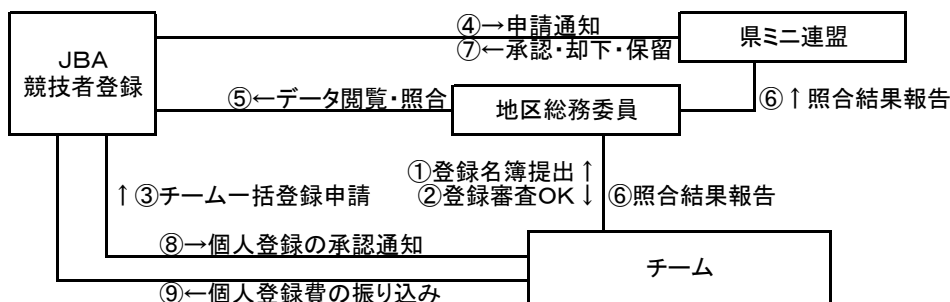 ④→申請通知
県ミニ連盟
⑦←承認・却下・保留
JBA
競技者登録
⑤←データ閲覧・照合
地区総務委員
⑥↑照合結果報告
①登録名簿提出↑
②登録審査OK↓
⑥照合結果報告
↑③チーム一括登録申請
⑧→個人登録の承認通知
チーム
⑨←個人登録費の振り込み